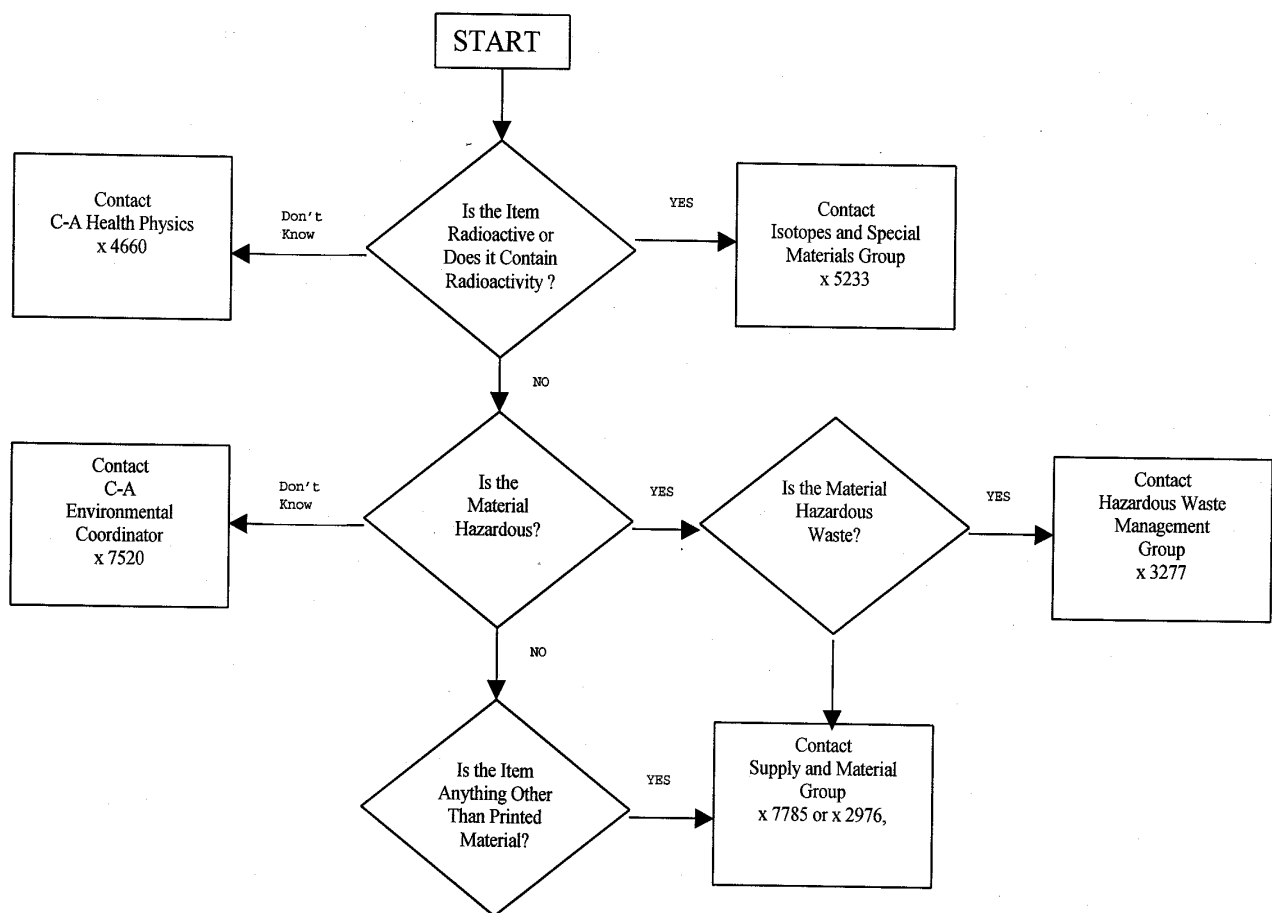 START
Contact
C-A Health Physics
x 4660
Don't
Know
Is the Item
Radioactive or
Does it Contain
Radioactivity ?
YES
Contact
Isotopes and Special
Materials Group
x 5233
NO
Contact
C-A
Environmental
Coordinator
x 7520
Don't
Know
Is the
Material
Hazardous?
YES
Is the Material
Hazardous
Waste?
YES
Contact
Hazardous Waste
Management
Group
x 3277
NO
Is the Item
Anything Other
Than Printed
Material?
YES
Contact
Supply and Material
Group
x 7785 or x 2976,